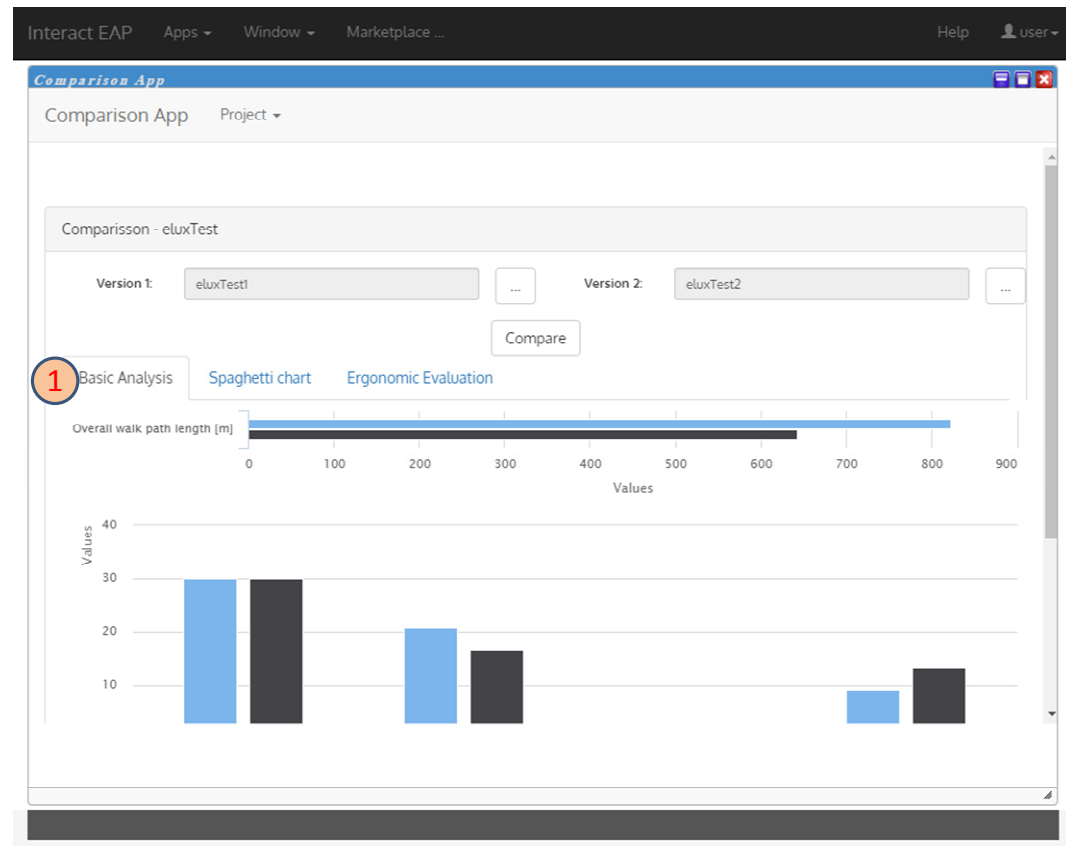 Interact EAP Apps Window Marketplace ... Help user
Comparison App
Comparison App Project
Comparisson - eluxTest
Version 1: eluxTest1 ... Version 2: eluxTest2 ...
Compare
1 Basic Analysis Spaghetti chart Ergonomic Evaluation
Overall walk path length [m]
0 100 200 300 400 500 600 700 800 900
Values
Values
40
30
20
10